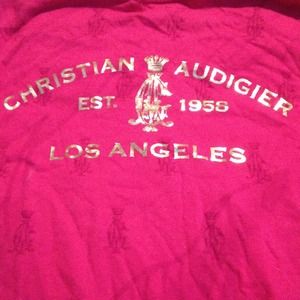 CHRISTIAN AUDIGIER
EST. 1958
LOS ANGELES